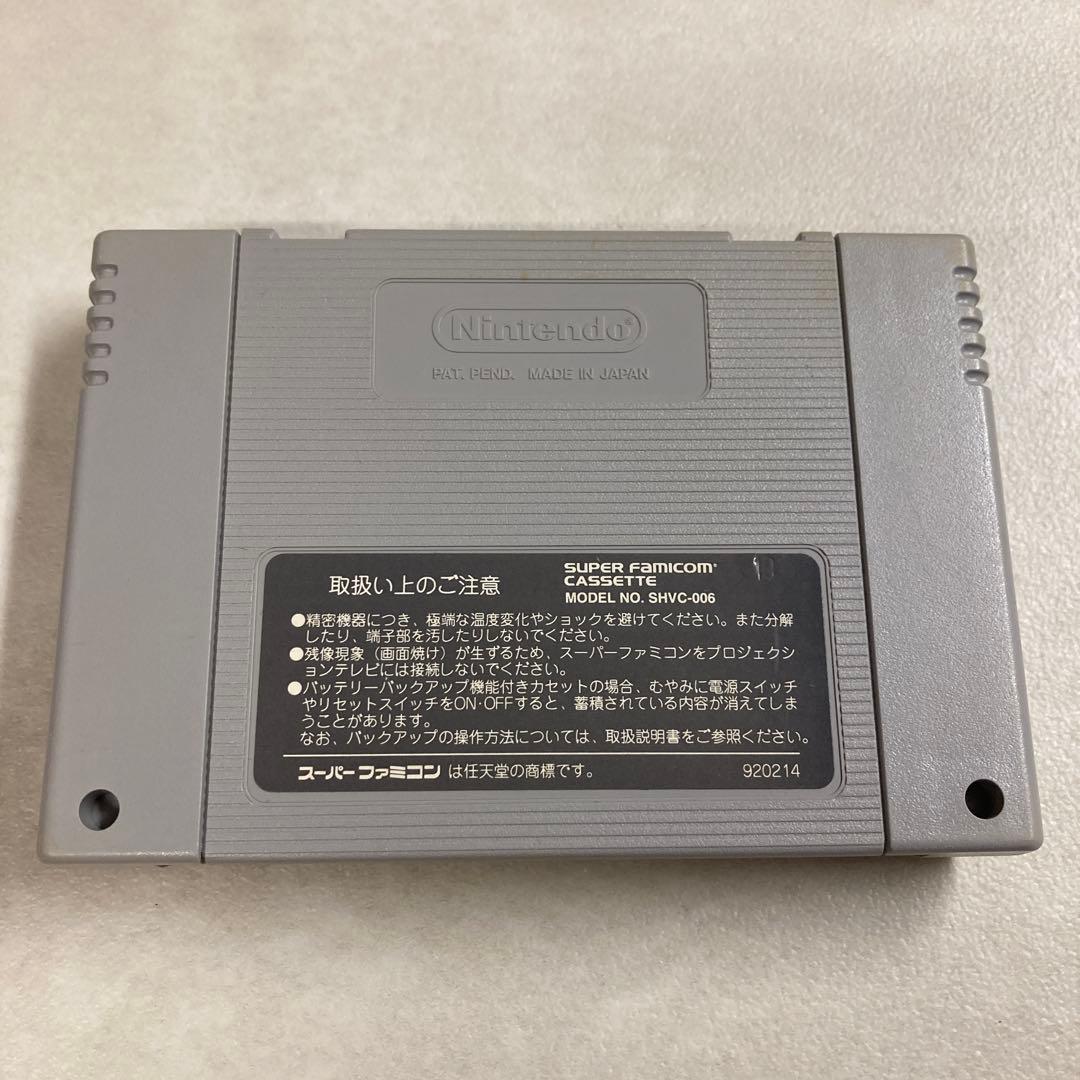 Nintendo®
PAT. PEND. MADE IN JAPAN
取扱い上のご注意
SUPER FAMICOM®
CASSETTE
MODEL NO. SHVC-006
●精密機器につき、極端な温度変化やショックを避けてください。また分解
したり、端子部を汚したりしないでください。
●残像現象（画面焼け）が生ずるため、スーパーファミコンをプロジェクシ
ョンテレビには接続しないでください。
●バッテリーバックアップ機能付きカセットの場合、むやみに電源スイッチ
やリセットスイッチをON・OFFすると、蓄積されている内容が消えてしま
うことがあります。
なお、バックアップの操作方法については、取扱説明書をご参照ください。
スーパーファミコン は任天堂の商標です。
920214